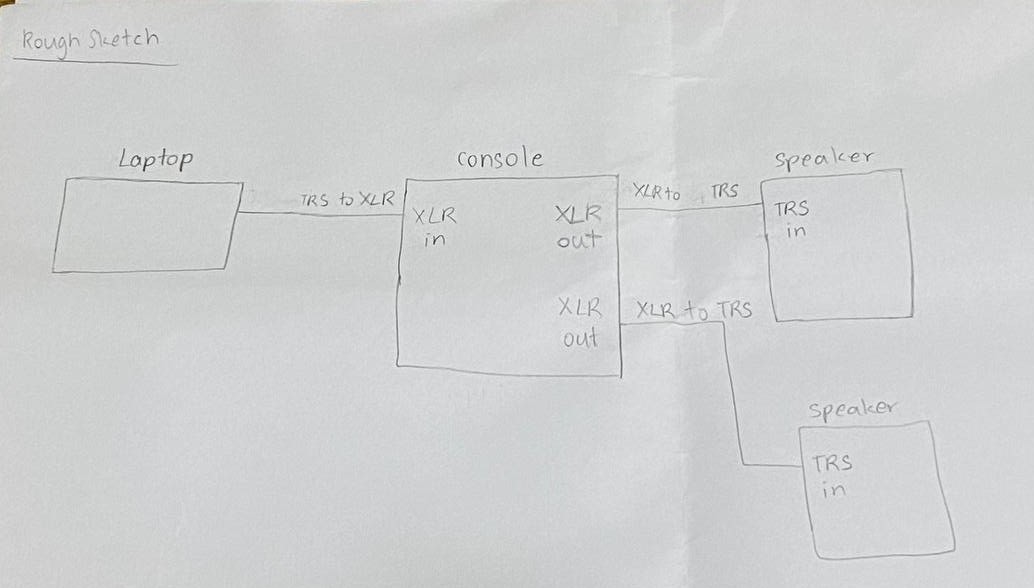 Rough Sketch
Laptop
TRS to XLR
console
XLR
in
XLR
out
XLR
out
XLR to TRS
XLR to TRS
speaker
TRS
in
speaker
TRS
in